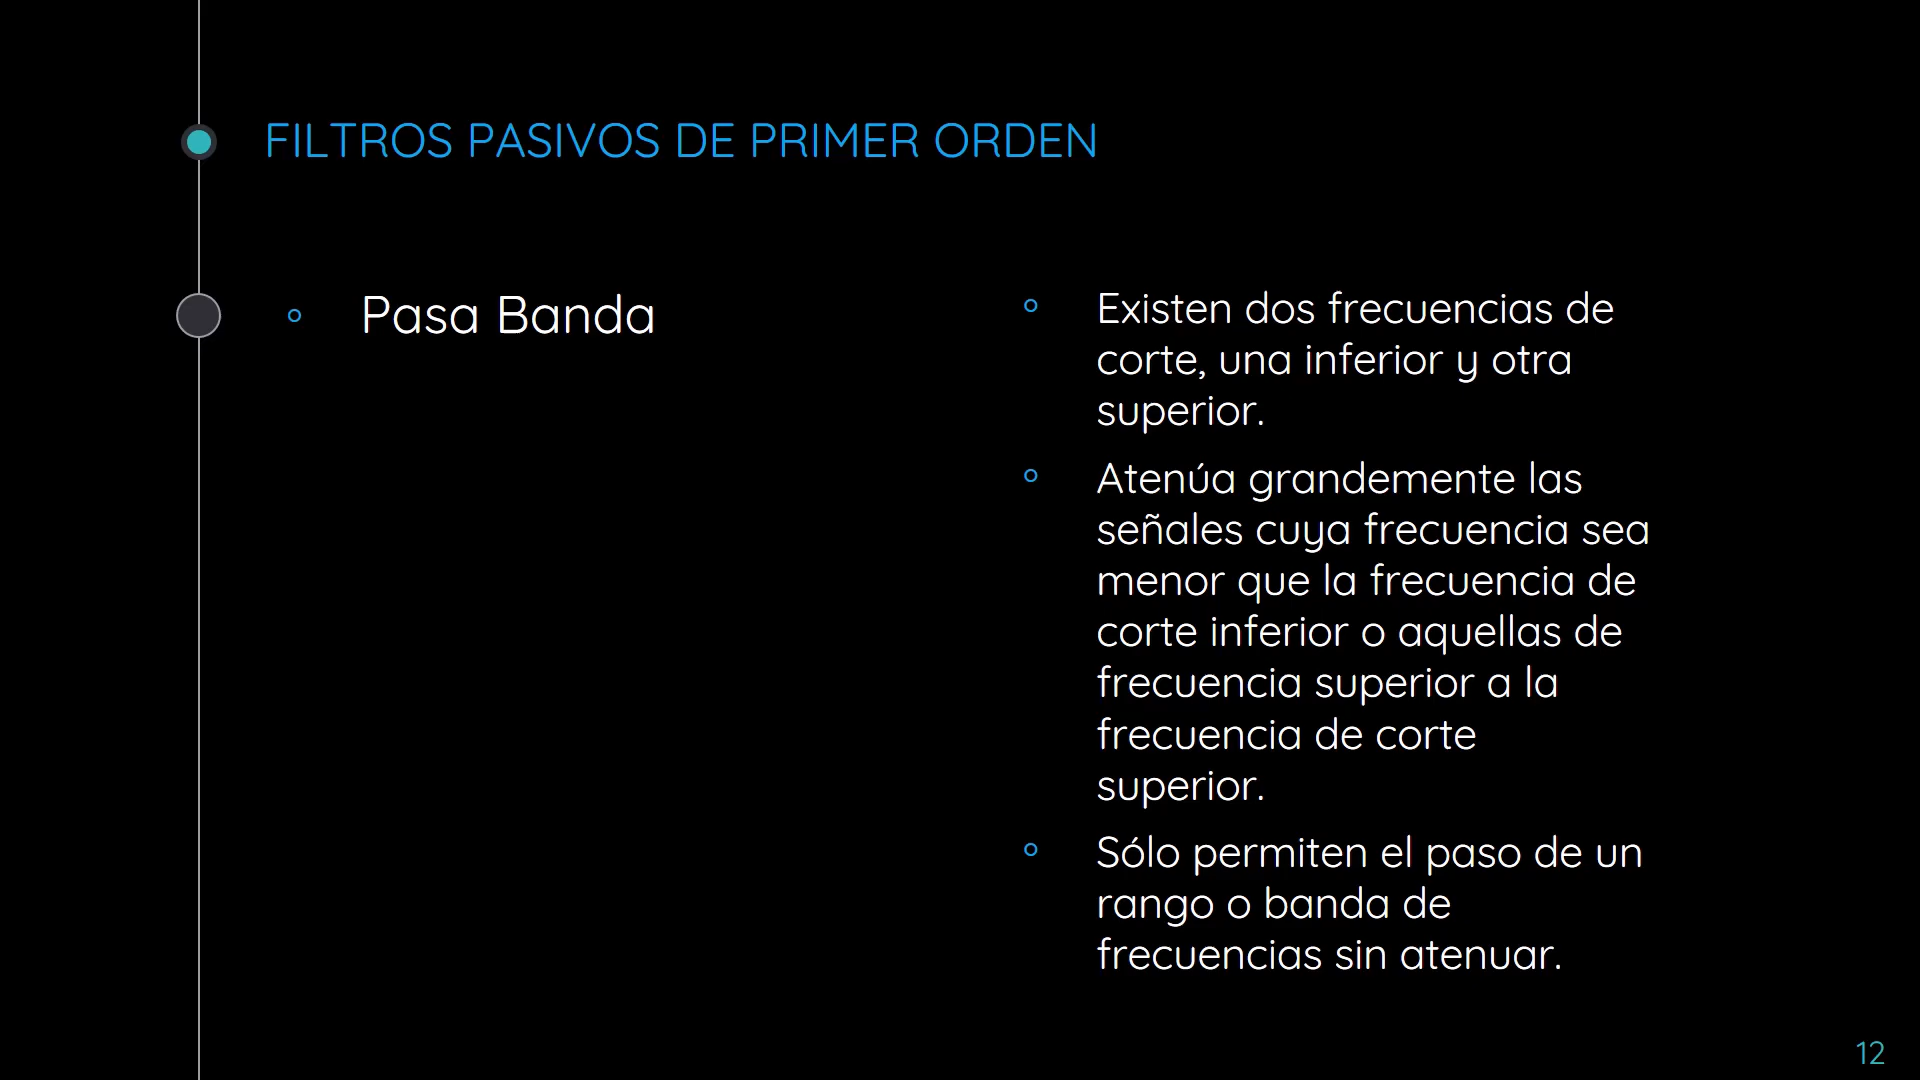 FILTROS PASIVOS DE PRIMER ORDEN
Pasa Banda
Existen dos frecuencias de
corte, una inferior y otra
superior.
Atenúa grandemente las
señales cuya frecuencia sea
menor que la frecuencia de
corte inferior o aquellas de
frecuencia superior a la
frecuencia de corte
superior.
Sólo permiten el paso de un
rango o banda de
frecuencias sin atenuar.
12